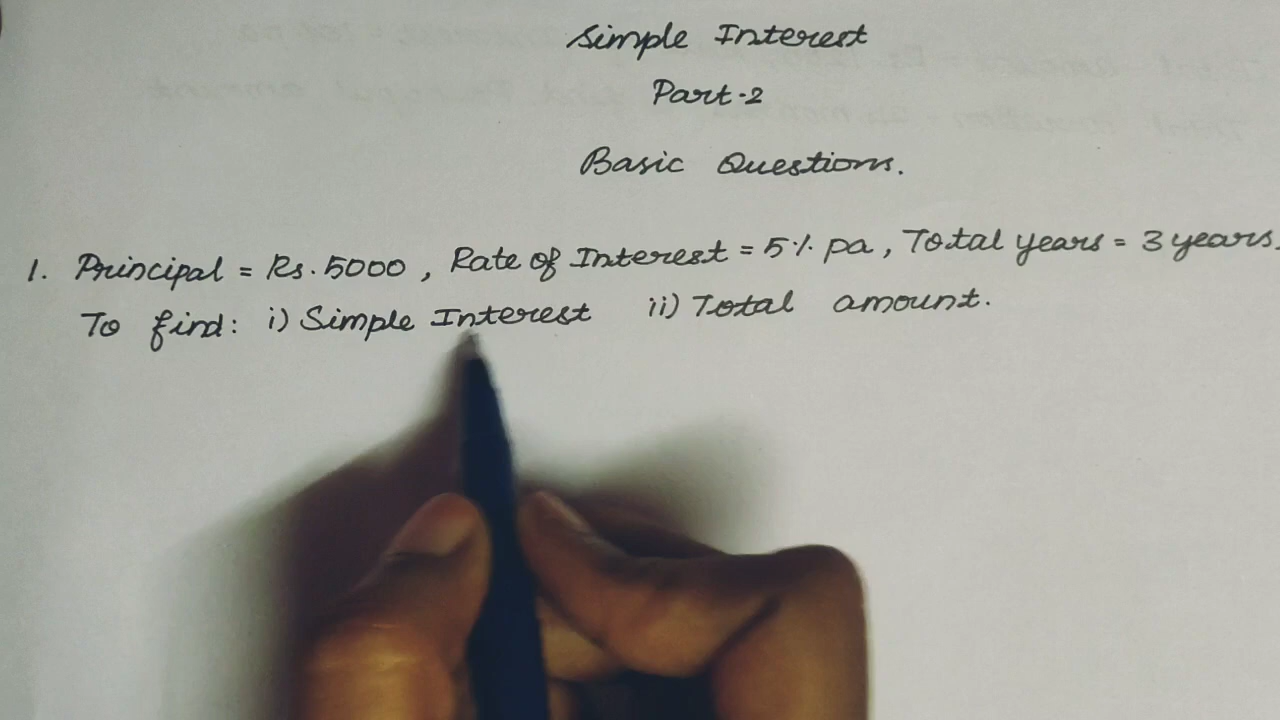 Simple Interest
Part-2
Basic Questions.
1. Principal = Rs. 5000, Rate of Interest = 5% pa, Total years = 3 years.
To find: i) Simple Interest ii) Total amount.